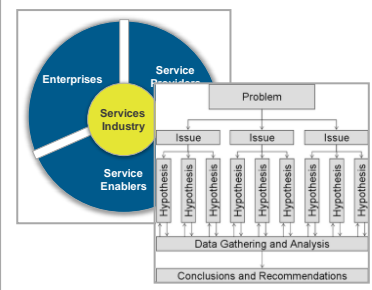 Enterprises
Service
Providers
Services
Industry
Service
Enablers
Problem
Issue
Issue
Issue
Hypothesis
Hypothesis
Hypothesis
Hypothesis
Hypothesis
Hypothesis
Hypothesis
Hypothesis
Hypothesis
Data Gathering and Analysis
Conclusions and Recommendations